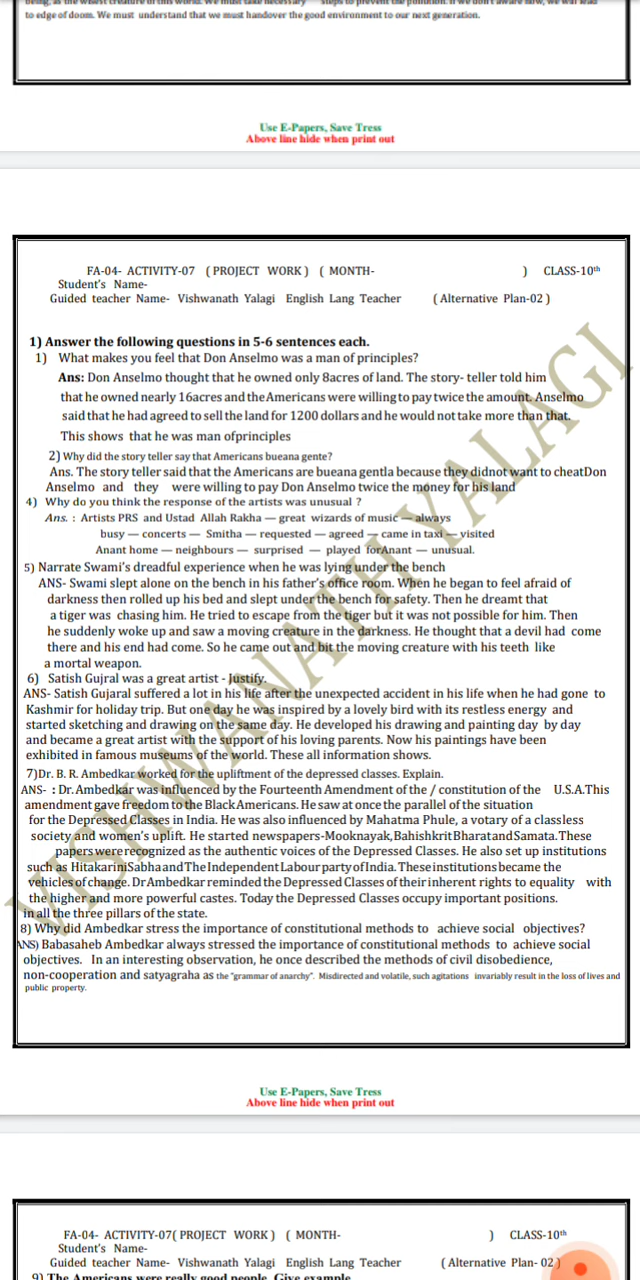 being, as the wisest creature of this world. We must take necessary steps to prevent the pollution. If we don't aware now, we will lead
to edge of doom. We must understand that we must handover the good environment to our next generation.
Use E-Papers, Save Tress
Above line hide when print out
FA-04- ACTIVITY-07 ( PROJECT WORK ) ( MONTH- ) CLASS-10th
Student's Name-
Guided teacher Name- Vishwanath Yalagi English Lang Teacher ( Alternative Plan-02 )
1) Answer the following questions in 5-6 sentences each.
1) What makes you feel that Don Anselmo was a man of principles?
Ans: Don Anselmo thought that he owned only 8acres of land. The story- teller told him
that he owned nearly 16acres and theAmericans were willing to pay twice the amount. Anselmo
said that he had agreed to sell the land for 1200 dollars and he would not take more than that.
This shows that he was man ofprinciples
2) Why did the story teller say that Americans bueana gente?
Ans. The story teller said that the Americans are bueana gentla because they didnot want to cheatDon
Anselmo and they were willing to pay Don Anselmo twice the money for his land
4) Why do you think the response of the artists was unusual ?
Ans. : Artists PRS and Ustad Allah Rakha — great wizards of music — always
busy — concerts — Smitha — requested — agreed — came in taxi — visited
Anant home — neighbours — surprised — played forAnant — unusual.
5) Narrate Swami's dreadful experience when he was lying under the bench
ANS- Swami slept alone on the bench in his father's office room. When he began to feel afraid of
darkness then rolled up his bed and slept under the bench for safety. Then he dreamt that
a tiger was chasing him. He tried to escape from the tiger but it was not possible for him. Then
he suddenly woke up and saw a moving creature in the darkness. He thought that a devil had come
there and his end had come. So he came out and bit the moving creature with his teeth like
a mortal weapon.
6) Satish Gujral was a great artist - Justify.
ANS- Satish Gujaral suffered a lot in his life after the unexpected accident in his life when he had gone to
Kashmir for holiday trip. But one day he was inspired by a lovely bird with its restless energy and
started sketching and drawing on the same day. He developed his drawing and painting day by day
and became a great artist with the support of his loving parents. Now his paintings have been
exhibited in famous museums of the world. These all information shows.
7)Dr. B. R. Ambedkar worked for the upliftment of the depressed classes. Explain.
ANS- : Dr. Ambedkar was influenced by the Fourteenth Amendment of the / constitution of the U.S.A.This
amendment gave freedom to the Black Americans. He saw at once the parallel of the situation
for the Depressed Classes in India. He was also influenced by Mahatma Phule, a votary of a classless
society and women's uplift. He started newspapers-Mooknayak,BahishkritBharatandSamata.These
papers were recognized as the authentic voices of the Depressed Classes. He also set up institutions
such as HitakariniSabhaandTheIndependent Labour party of India. These institutions became the
vehicles of change. Dr Ambedkar reminded the Depressed Classes of their inherent rights to equality with
the higher and more powerful castes. Today the Depressed Classes occupy important positions.
in all the three pillars of the state.
8) Why did Ambedkar stress the importance of constitutional methods to achieve social objectives?
ANS) Babasaheb Ambedkar always stressed the importance of constitutional methods to achieve social
objectives. In an interesting observation, he once described the methods of civil disobedience,
non-cooperation and satyagraha as the "grammar of anarchy". Misdirected and volatile, such agitations invariably result in the loss of lives and
public property.
VISHWANATH YALAGI
Use E-Papers, Save Tress
Above line hide when print out
FA-04- ACTIVITY-07( PROJECT WORK ) ( MONTH- ) CLASS-10th
Student's Name-
Guided teacher Name- Vishwanath Yalagi English Lang Teacher ( Alternative Plan- 02 )
9) The Americans were really good people. Give example